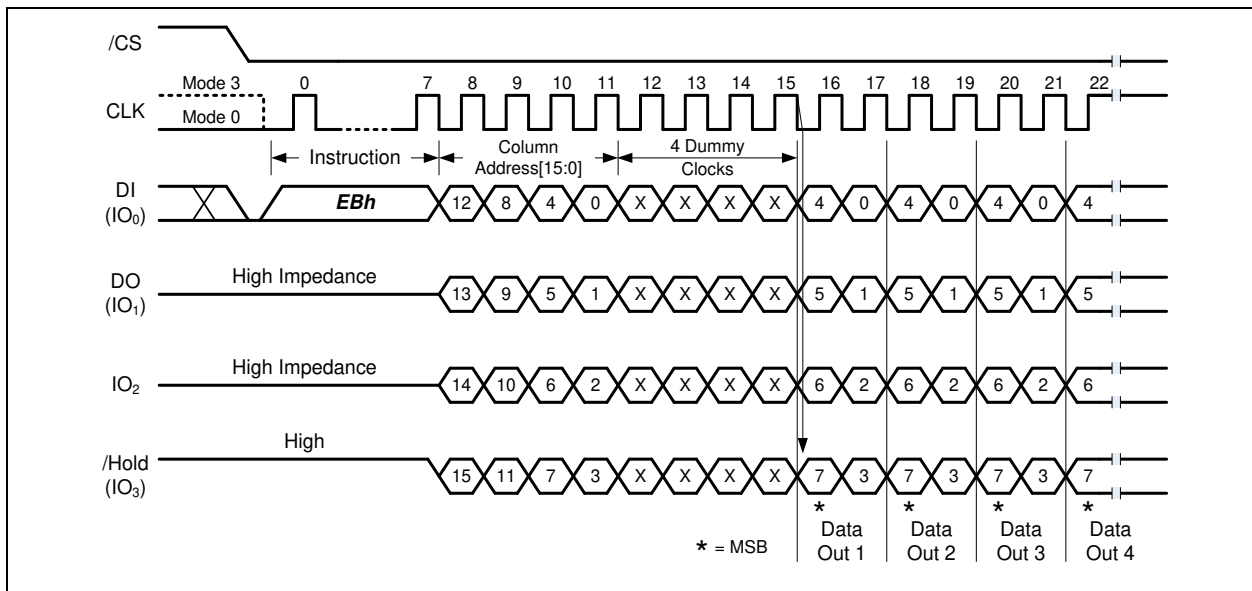 /CS
Mode 3 0 7 8 9 10 11 12 13 14 15 16 17 18 19 20 21 22
CLK
Mode 0
Instruction Column 4 Dummy
Address[15:0] Clocks
DI
(IO0) EBh 12 8 4 0 X X X X 4 0 4 0 4 0 4
DO High Impedance
(IO1) 13 9 5 1 X X X X 5 1 5 1 5 1 5
High Impedance
IO2 14 10 6 2 X X X X 6 2 6 2 6 2 6
High
/Hold
(IO3) 15 11 7 3 X X X X 7 3 7 3 7 3 7
* * * *
* = MSB Data Data Data Data
Out 1 Out 2 Out 3 Out 4